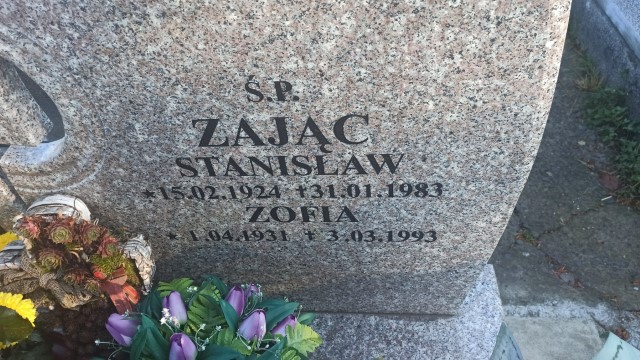 Ś.P.
ZAJĄC
STANISŁAW
★15.02.1924 ✝31.01.1983
ZOFIA
★ 1.04.1931 ✝ 3.03.1993